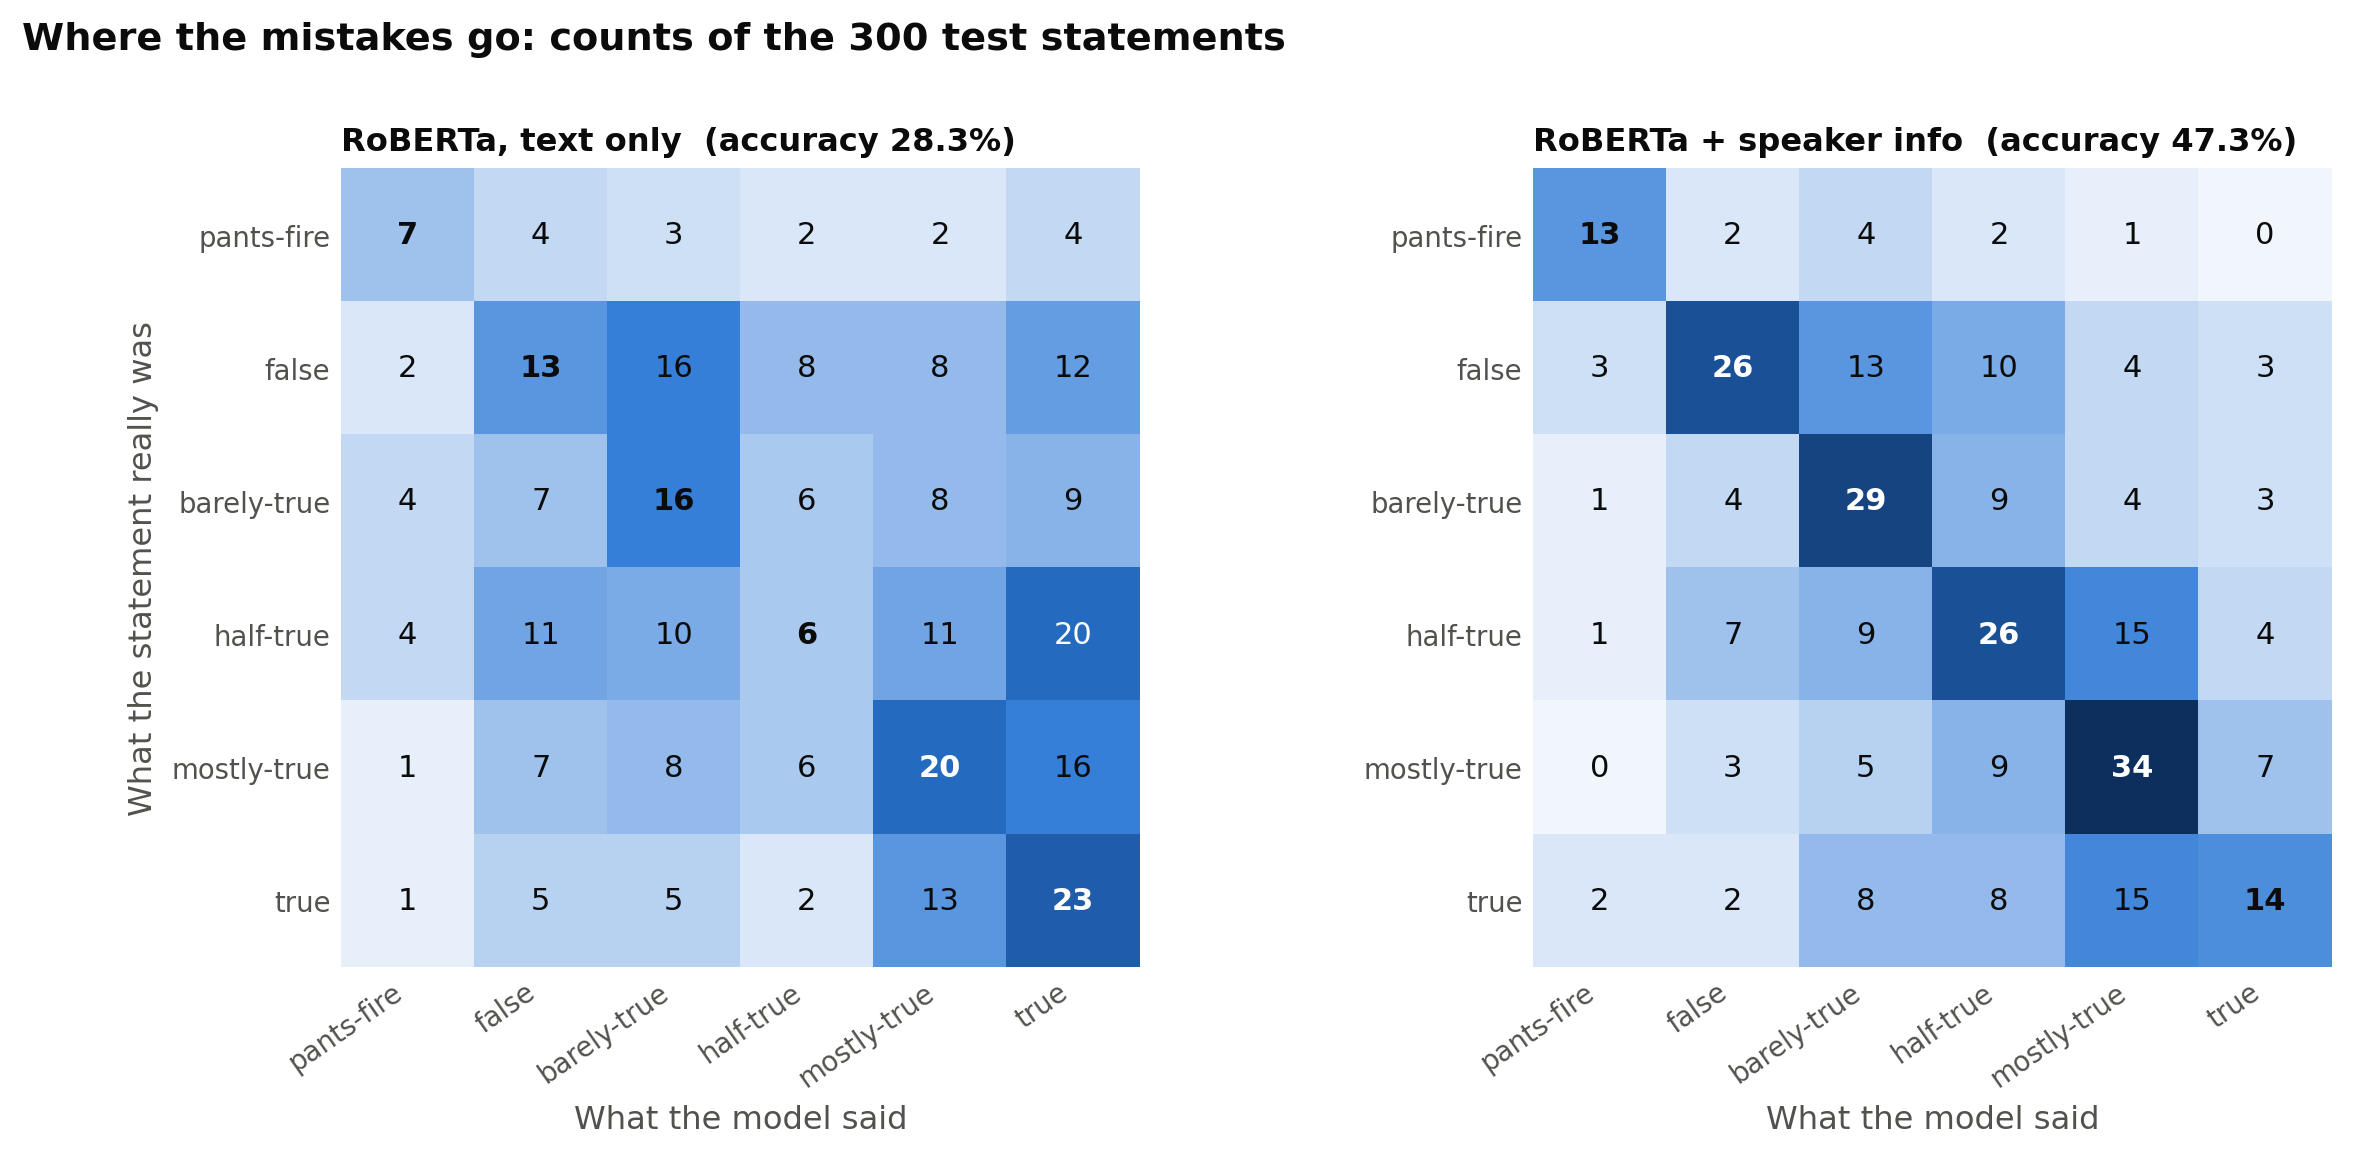 Where the mistakes go: counts of the 300 test statements
RoBERTa, text only (accuracy 28.3%)
What the statement really was
pants-fire 7 4 3 2 2 4
false 2 13 16 8 8 12
barely-true 4 7 16 6 8 9
half-true 4 11 10 6 11 20
mostly-true 1 7 8 6 20 16
true 1 5 5 2 13 23
pants-fire false barely-true half-true mostly-true true
What the model said
RoBERTa + speaker info (accuracy 47.3%)
pants-fire 13 2 4 2 1 0
false 3 26 13 10 4 3
barely-true 1 4 29 9 4 3
half-true 1 7 9 26 15 4
mostly-true 0 3 5 9 34 7
true 2 2 8 8 15 14
pants-fire false barely-true half-true mostly-true true
What the model said